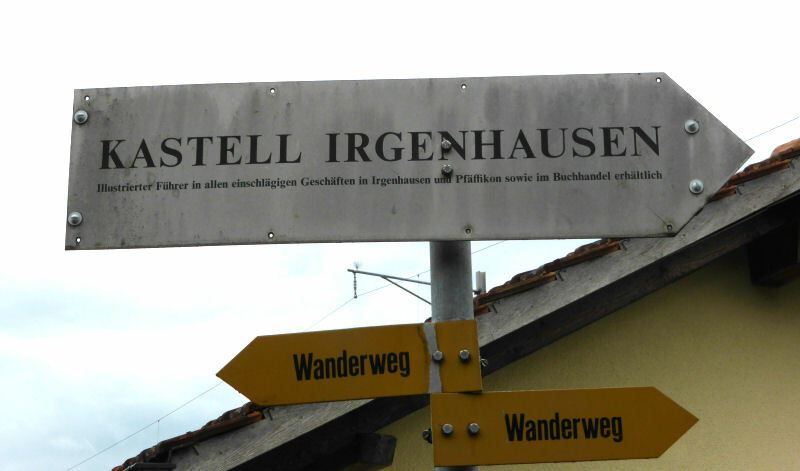 KASTELL IRGENHAUSEN
Illustrierter Führer in allen einschlägigen Geschäften in Irgenhausen und Pfäffikon sowie im Buchhandel erhältlich
Wanderweg
Wanderweg